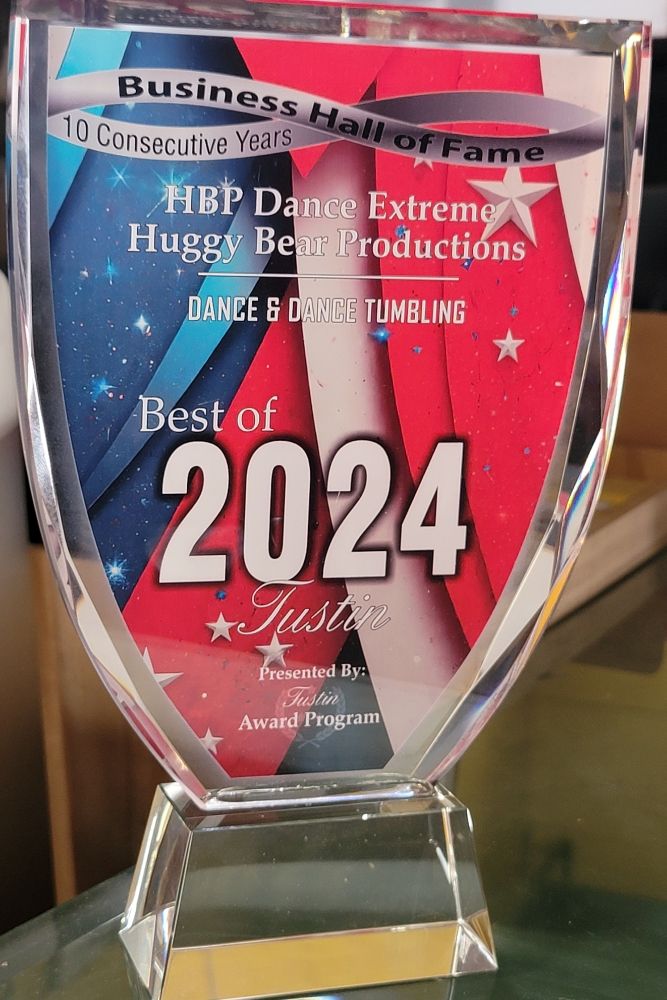 Business Hall of Fame
10 Consecutive Years
HBP Dance Extreme
Huggy Bear Productions
DANCE & DANCE TUMBLING
Best of
2024
Tustin
Presented By:
Tustin
Award Program